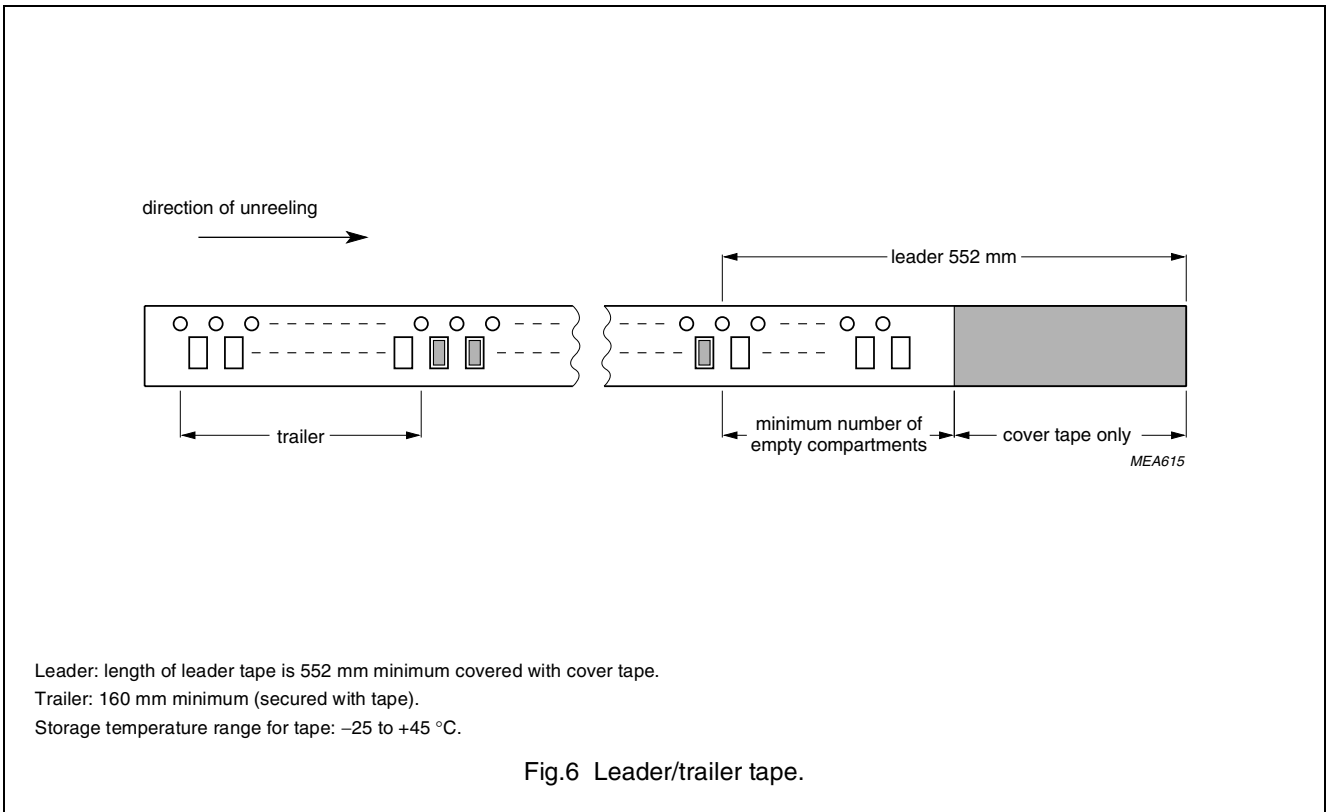 direction of unreeling
leader 552 mm
trailer
minimum number of
empty compartments
cover tape only
MEA615
Leader: length of leader tape is 552 mm minimum covered with cover tape.
Trailer: 160 mm minimum (secured with tape).
Storage temperature range for tape: −25 to +45 °C.
Fig.6 Leader/trailer tape.